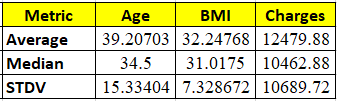 Metric Age BMI Charges
Average 39.20703 32.24768 12479.88
Median 34.5 31.0175 10462.88
STDV 15.33404 7.328672 10689.72